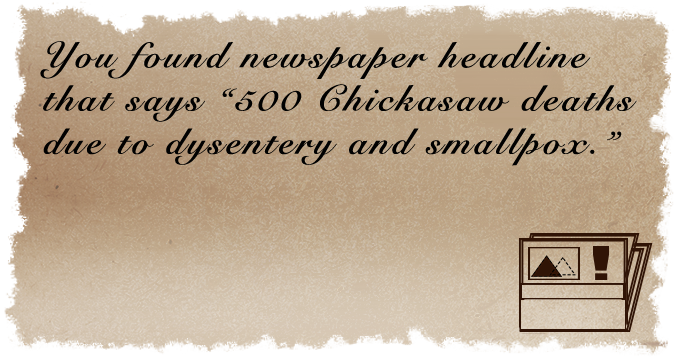 You found newspaper headline
that says “500 Chickasaw deaths
due to dysentery and smallpox.”